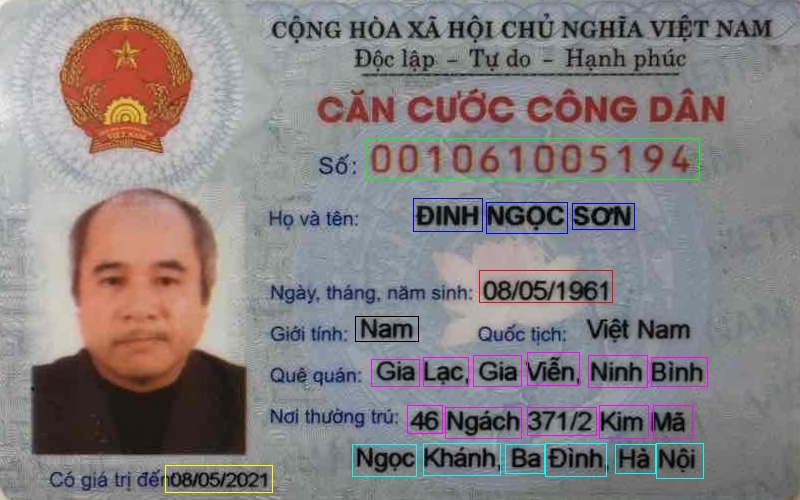 CỘNG HÒA XÃ HỘI CHỦ NGHĨA VIỆT NAM
Độc lập - Tự do - Hạnh phúc
CĂN CƯỚC CÔNG DÂN
Số: 001061005194
Họ và tên: ĐINH NGỌC SƠN
Ngày, tháng, năm sinh: 08/05/1961
Giới tính: Nam Quốc tịch: Việt Nam
Quê quán: Gia Lạc, Gia Viễn, Ninh Bình
Nơi thường trú: 46 Ngách 371/2 Kim Mã
Ngọc Khánh, Ba Đình, Hà Nội
Có giá trị đến 08/05/2021
VIỆT NAM